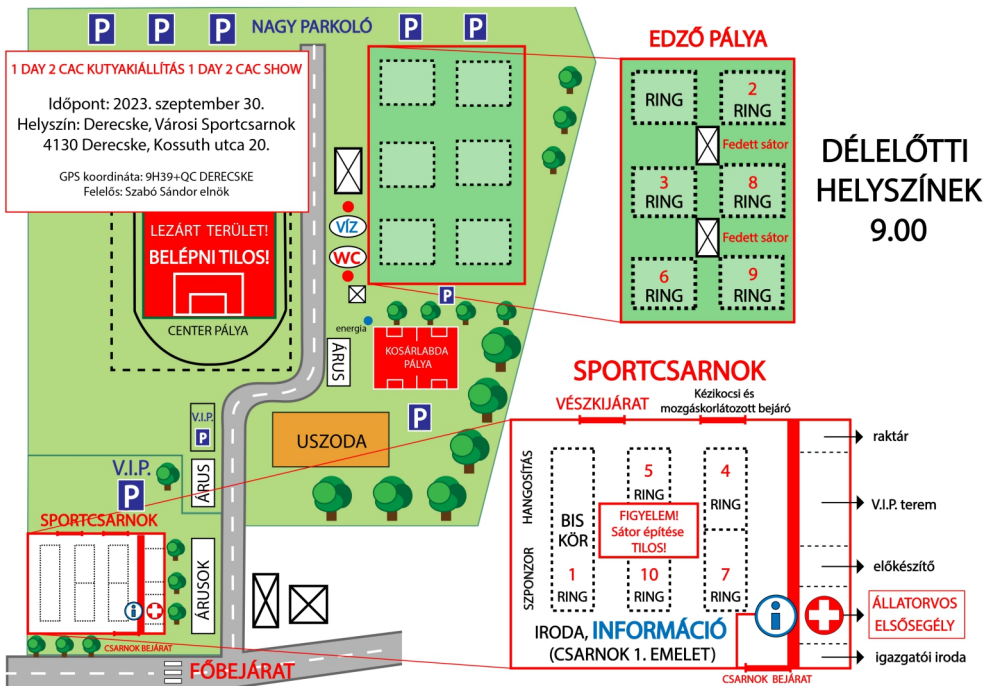 P
P
P
NAGY PARKOLÓ
P
P
1 DAY 2 CAC KUTYAKIÁLLÍTÁS 1 DAY 2 CAC SHOW
Időpont: 2023. szeptember 30.
Helyszín: Derecske, Városi Sportcsarnok
4130 Derecske, Kossuth utca 20.
GPS koordináta: 9H39+QC DERECSKE
Felelős: Szabó Sándor elnök
LEZÁRT TERÜLET!
BELÉPNI TILOS!
CENTER PÁLYA
VÍZ
WC
energia
P
ÁRUS
KOSÁRLABDA
PÁLYA
P
USZODA
V.I.P.
P
ÁRUS
V.I.P.
P
SPORTCSARNOK
i
ÁRUSOK
CSARNOK BEJÁRAT
FŐBEJÁRAT
EDZŐ PÁLYA
RING
2
RING
Fedett sátor
3
RING
8
RING
Fedett sátor
6
RING
9
RING
DÉLELŐTTI
HELYSZÍNEK
9.00
SPORTCSARNOK
VÉSZKIJÁRAT
Kézikocsi és
mozgáskorlátozott bejáró
HANGOSÍTÁS
SZPONZOR
BIS
KÖR
1
RING
5
RING
FIGYELEM!
Sátor építése
TILOS!
10
RING
4
RING
7
RING
IRODA, INFORMÁCIÓ
(CSARNOK 1. EMELET)
i
CSARNOK BEJÁRAT
raktár
V.I.P. terem
előkészítő
ÁLLATORVOS
ELSŐSEGÉLY
igazgatói iroda